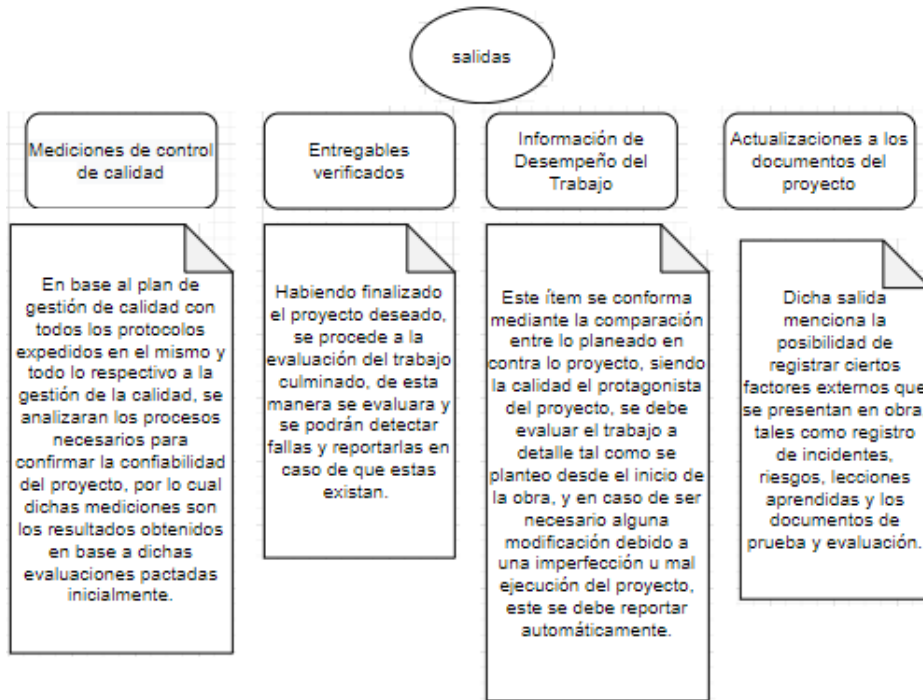 salidas
Mediciones de control
de calidad
En base al plan de
gestión de calidad con
todos los protocolos
expedidos en el mismo y
todo lo respectivo a la
gestión de la calidad, se
analizaran los procesos
necesarios para
confirmar la confiabilidad
del proyecto, por lo cual
dichas mediciones son
los resultados obtenidos
en base a dichas
evaluaciones pactadas
inicialmente.
Entregables
verificados
Habiendo finalizado
el proyecto deseado,
se procede a la
evaluación del trabajo
culminado, de esta
manera se evaluara y
se podrán detectar
fallas y reportarlas en
caso de que estas
existan.
Información de
Desempeño del
Trabajo
Este ítem se conforma
mediante la comparación
entre lo planeado en
contra lo proyecto, siendo
la calidad el protagonista
del proyecto, se debe
evaluar el trabajo a
detalle tal como se
planteo desde el inicio de
la obra, y en caso de ser
necesario alguna
modificación debido a
una imperfección u mal
ejecución del proyecto,
este se debe reportar
automáticamente.
Actualizaciones a los
documentos del
proyecto
Dicha salida
menciona la
posibilidad de
registrar ciertos
factores externos que
se presentan en obra,
tales como registro
de incidentes,
riesgos, lecciones
aprendidas y los
documentos de
prueba y evaluación.